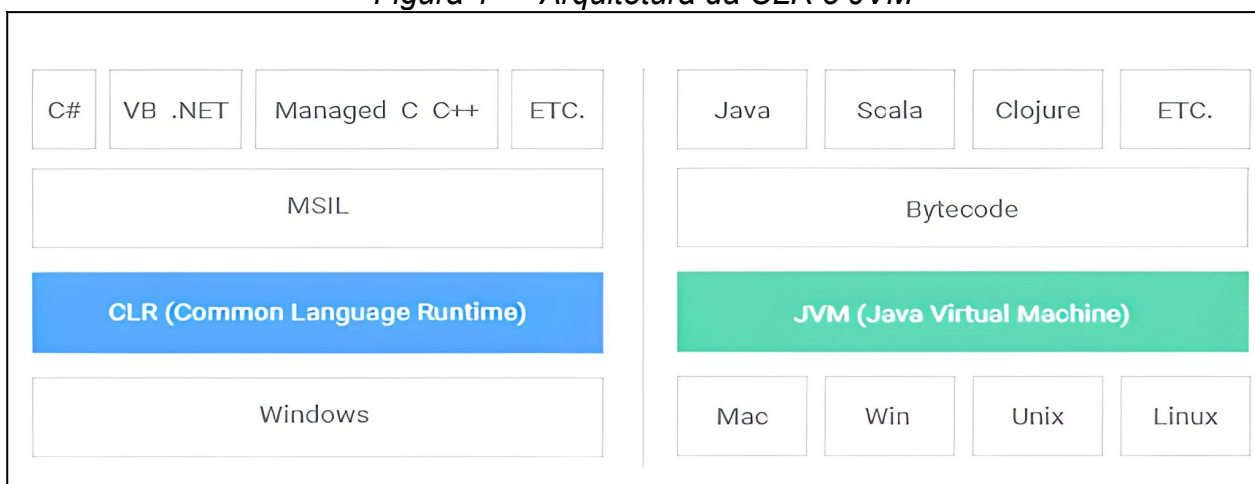 Figura 1 — Arquitetura da CLR e JVM
C# VB .NET Managed C C++ ETC.
MSIL
CLR (Common Language Runtime)
Windows
Java Scala Clojure ETC.
Bytecode
JVM (Java Virtual Machine)
Mac Win Unix Linux